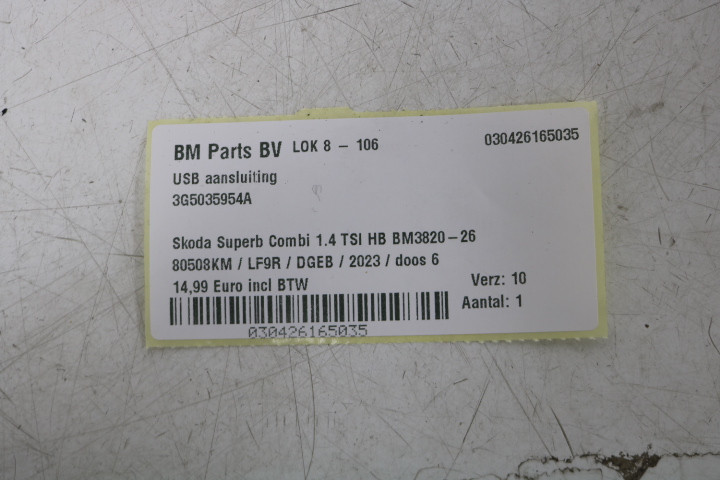 BM Parts BV LOK 8 - 106 030426165035
USB aansluiting
3G5035954A
Skoda Superb Combi 1.4 TSI HB BM3820-26
80508KM / LF9R / DGEB / 2023 / doos 6
14,99 Euro incl BTW Verz: 10
Aantal: 1
030426165035